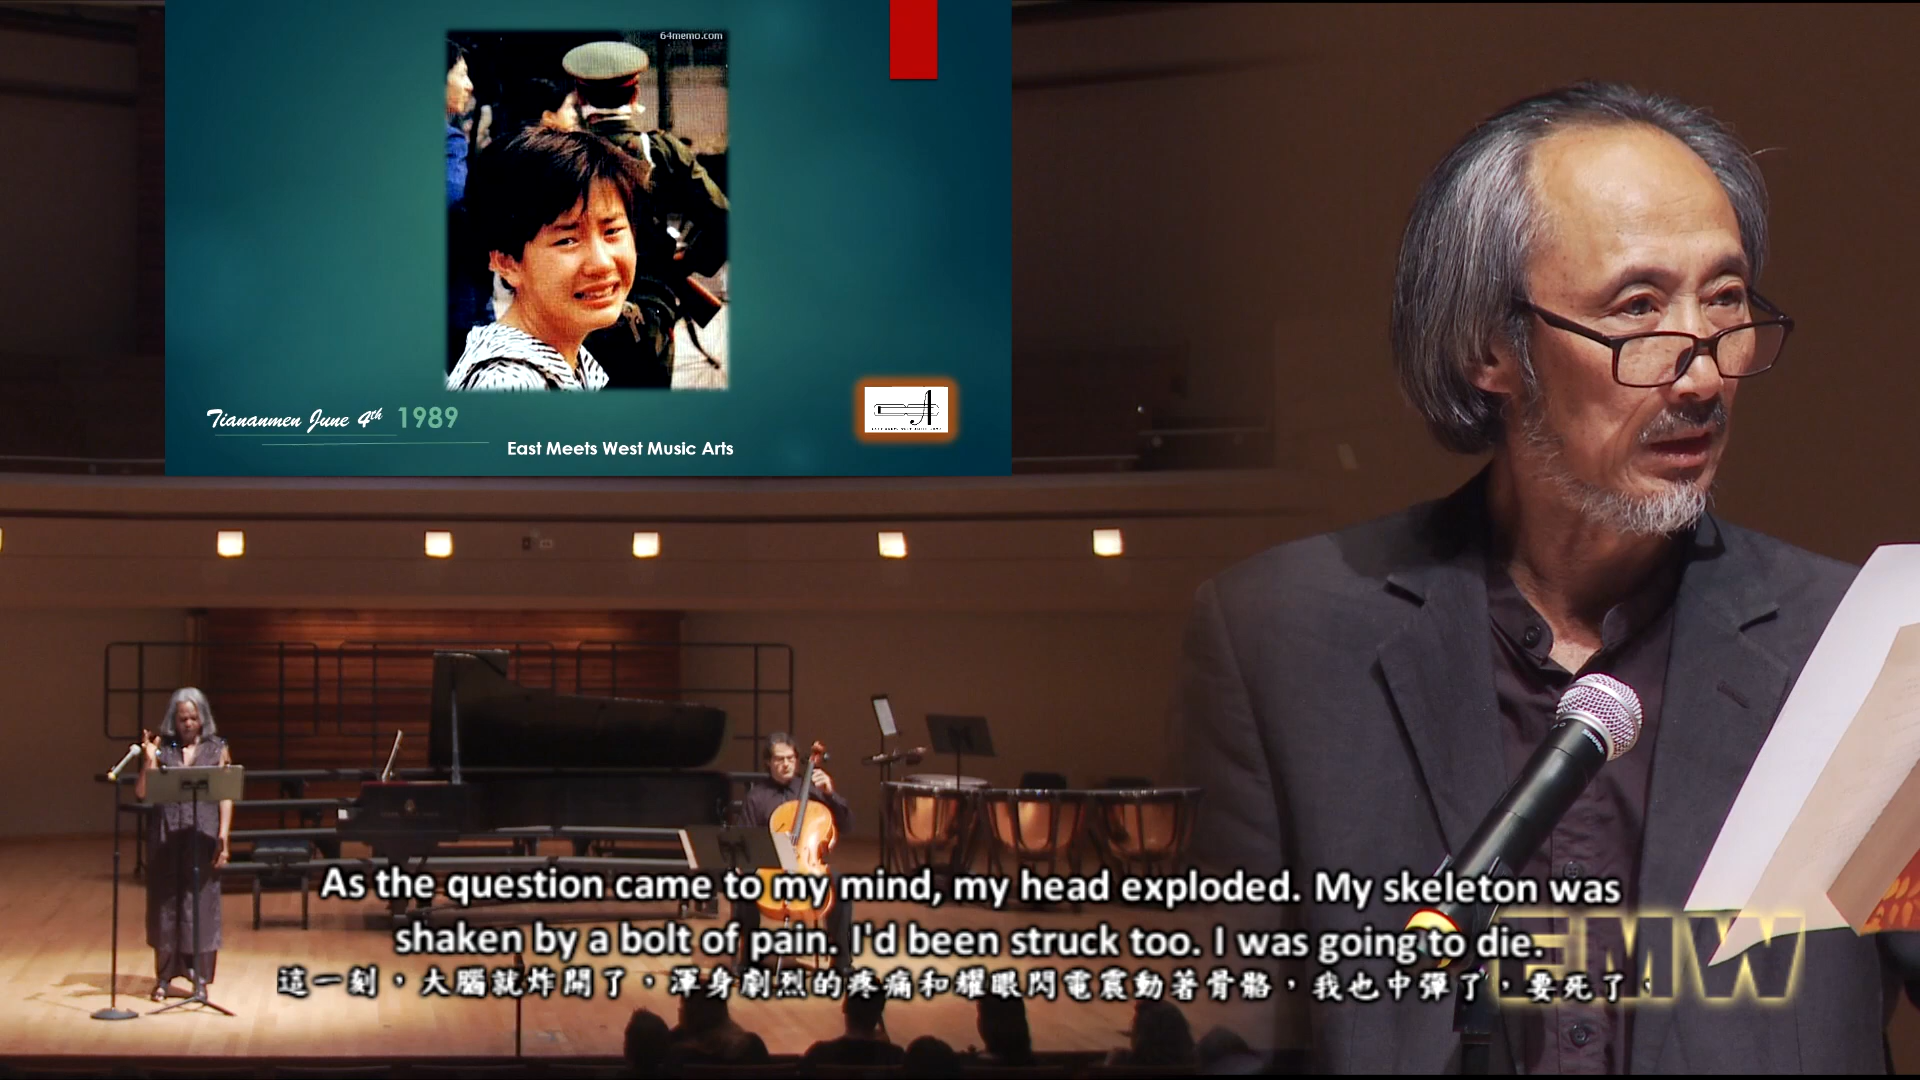 64memo.com
Tiananmen June 4th 1989
East Meets West Music Arts
As the question came to my mind, my head exploded. My skeleton was
shaken by a bolt of pain. I'd been struck too. I was going to die.
這一刻，大腦就炸開了，渾身劇烈的疼痛和耀眼閃電震動著骨骼，我也中彈了，要死了。
EMW